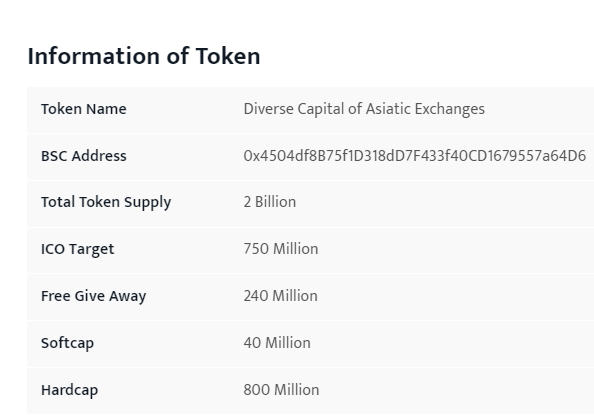 Information of Token
Token Name Diverse Capital of Asiatic Exchanges
BSC Address 0x4504df8B75f1D318dD7F433f40CD1679557a64D6
Total Token Supply 2 Billion
ICO Target 750 Million
Free Give Away 240 Million
Softcap 40 Million
Hardcap 800 Million